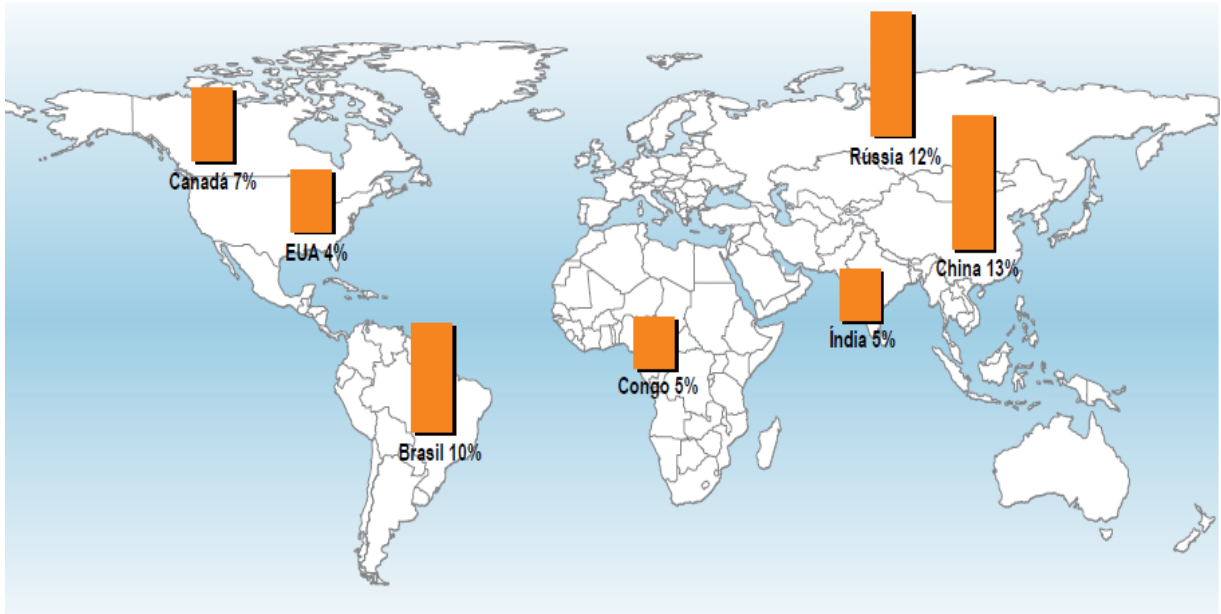 Rússia 12%
Canadá 7%
EUA 4%
China 13%
Índia 5%
Congo 5%
Brasil 10%